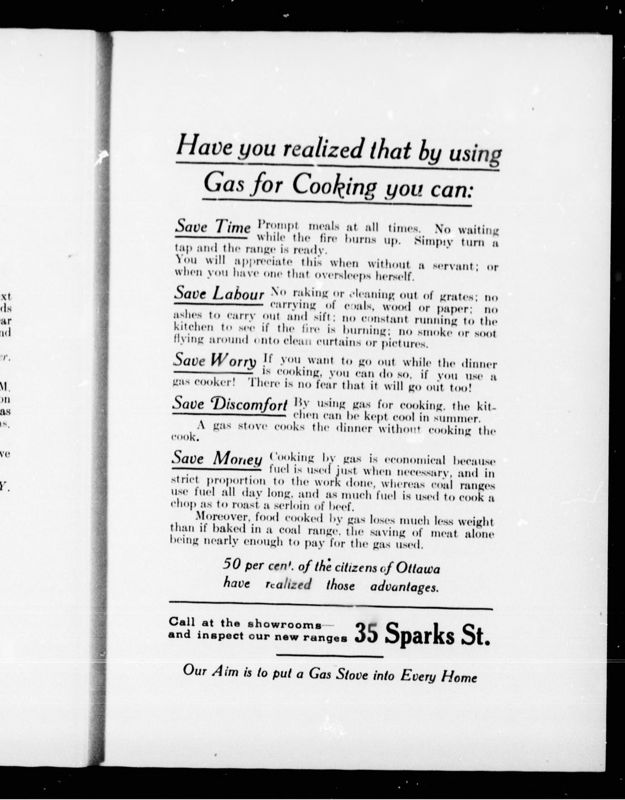 Have you realized that by using
Gas for Cooking you can:
Save Time Prompt meals at all times. No waiting
while the fire burns up. Simply turn a
tap and the range is ready.
You will appreciate this when without a servant; or
when you have one that oversleeps herself.
Save Labour No raking or cleaning out of grates; no
carrying of coals, wood or paper; no
ashes to carry out and sift; no constant running to the
kitchen to see if the fire is burning; no smoke or soot
flying around onto clean curtains or pictures.
Save Worry If you want to go out while the dinner
is cooking, you can do so, if you use a
gas cooker! There is no fear that it will go out too!
Save Discomfort By using gas for cooking, the kit-
chen can be kept cool in summer.
A gas stove cooks the dinner without cooking the
cook.
Save Money Cooking by gas is economical because
fuel is used just when necessary, and in
strict proportion to the work done, whereas coal ranges
use fuel all day long, and as much fuel is used to cook a
chop as to roast a serloin of beef.
Moreover, food cooked by gas loses much less weight
than if baked in a coal range, the saving of meat alone
being nearly enough to pay for the gas used.
50 per cent. of the citizens of Ottawa
have realized those advantages.
Call at the showrooms—
and inspect our new ranges 35 Sparks St.
Our Aim is to put a Gas Stove into Every Home